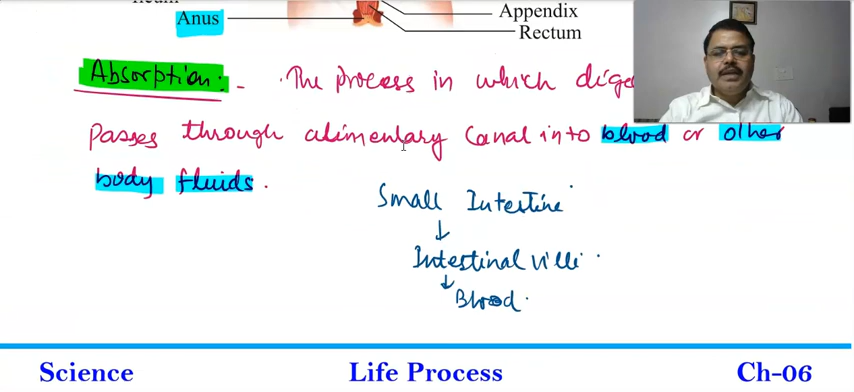 Anus
Appendix
Rectum
Absorption:- The process in which
passes through alimentary canal into blood or other
body fluids.
Small Intestine
↓
Intestinal villi
↓
Blood
Science Life Process Ch-06